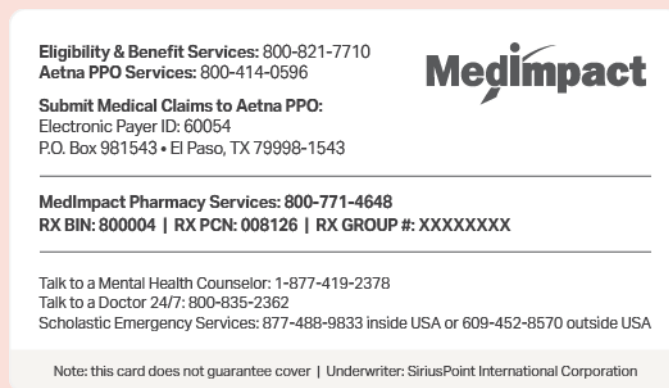 Eligibility & Benefit Services: 800-821-7710
Aetna PPO Services: 800-414-0596
MedImpact
Submit Medical Claims to Aetna PPO:
Electronic Payer ID: 60054
P.O. Box 981543 • El Paso, TX 79998-1543
MedImpact Pharmacy Services: 800-771-4648
RX BIN: 800004 | RX PCN: 008126 | RX GROUP #: XXXXXXXX
Talk to a Mental Health Counselor: 1-877-419-2378
Talk to a Doctor 24/7: 800-835-2362
Scholastic Emergency Services: 877-488-9833 inside USA or 609-452-8570 outside USA
Note: this card does not guarantee cover | Underwriter: SiriusPoint International Corporation